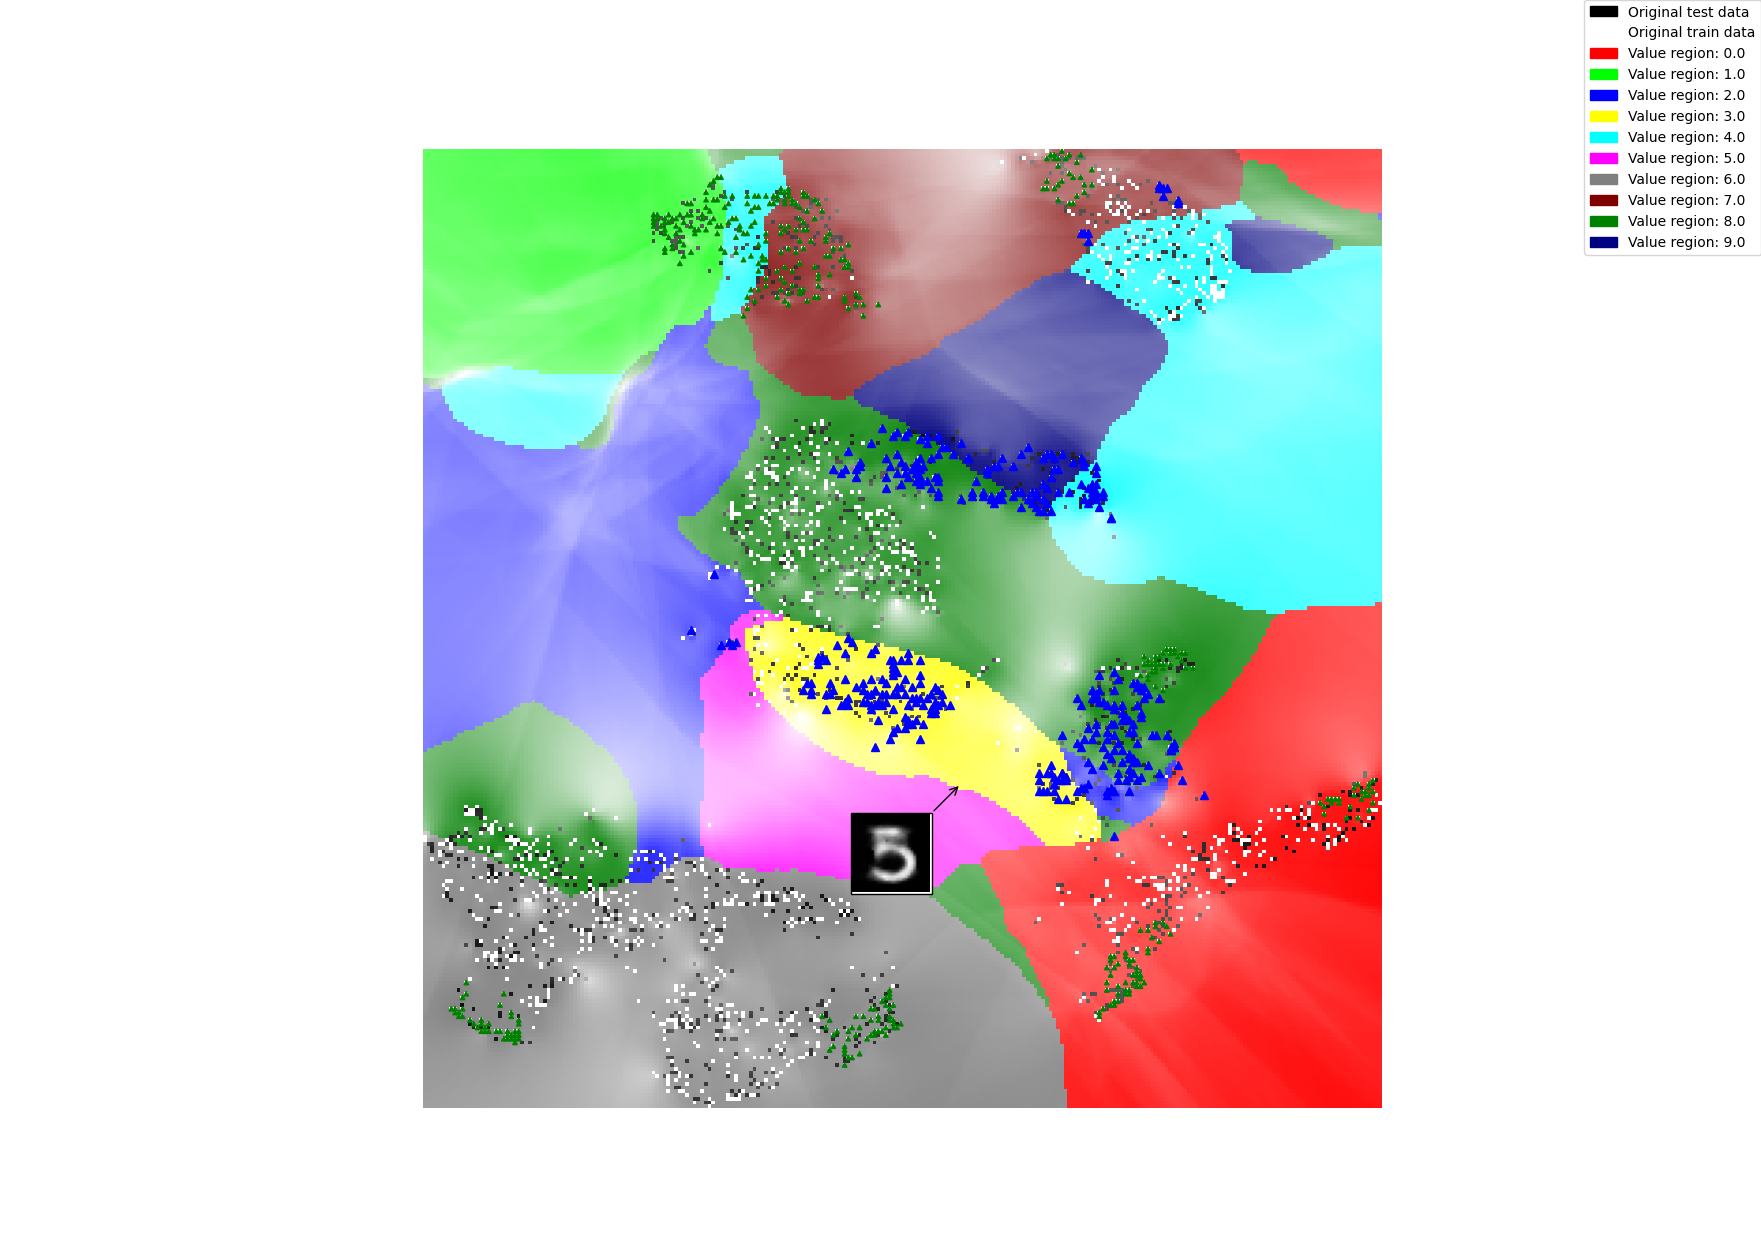 Original test data
Original train data
Value region: 0.0
Value region: 1.0
Value region: 2.0
Value region: 3.0
Value region: 4.0
Value region: 5.0
Value region: 6.0
Value region: 7.0
Value region: 8.0
Value region: 9.0
5